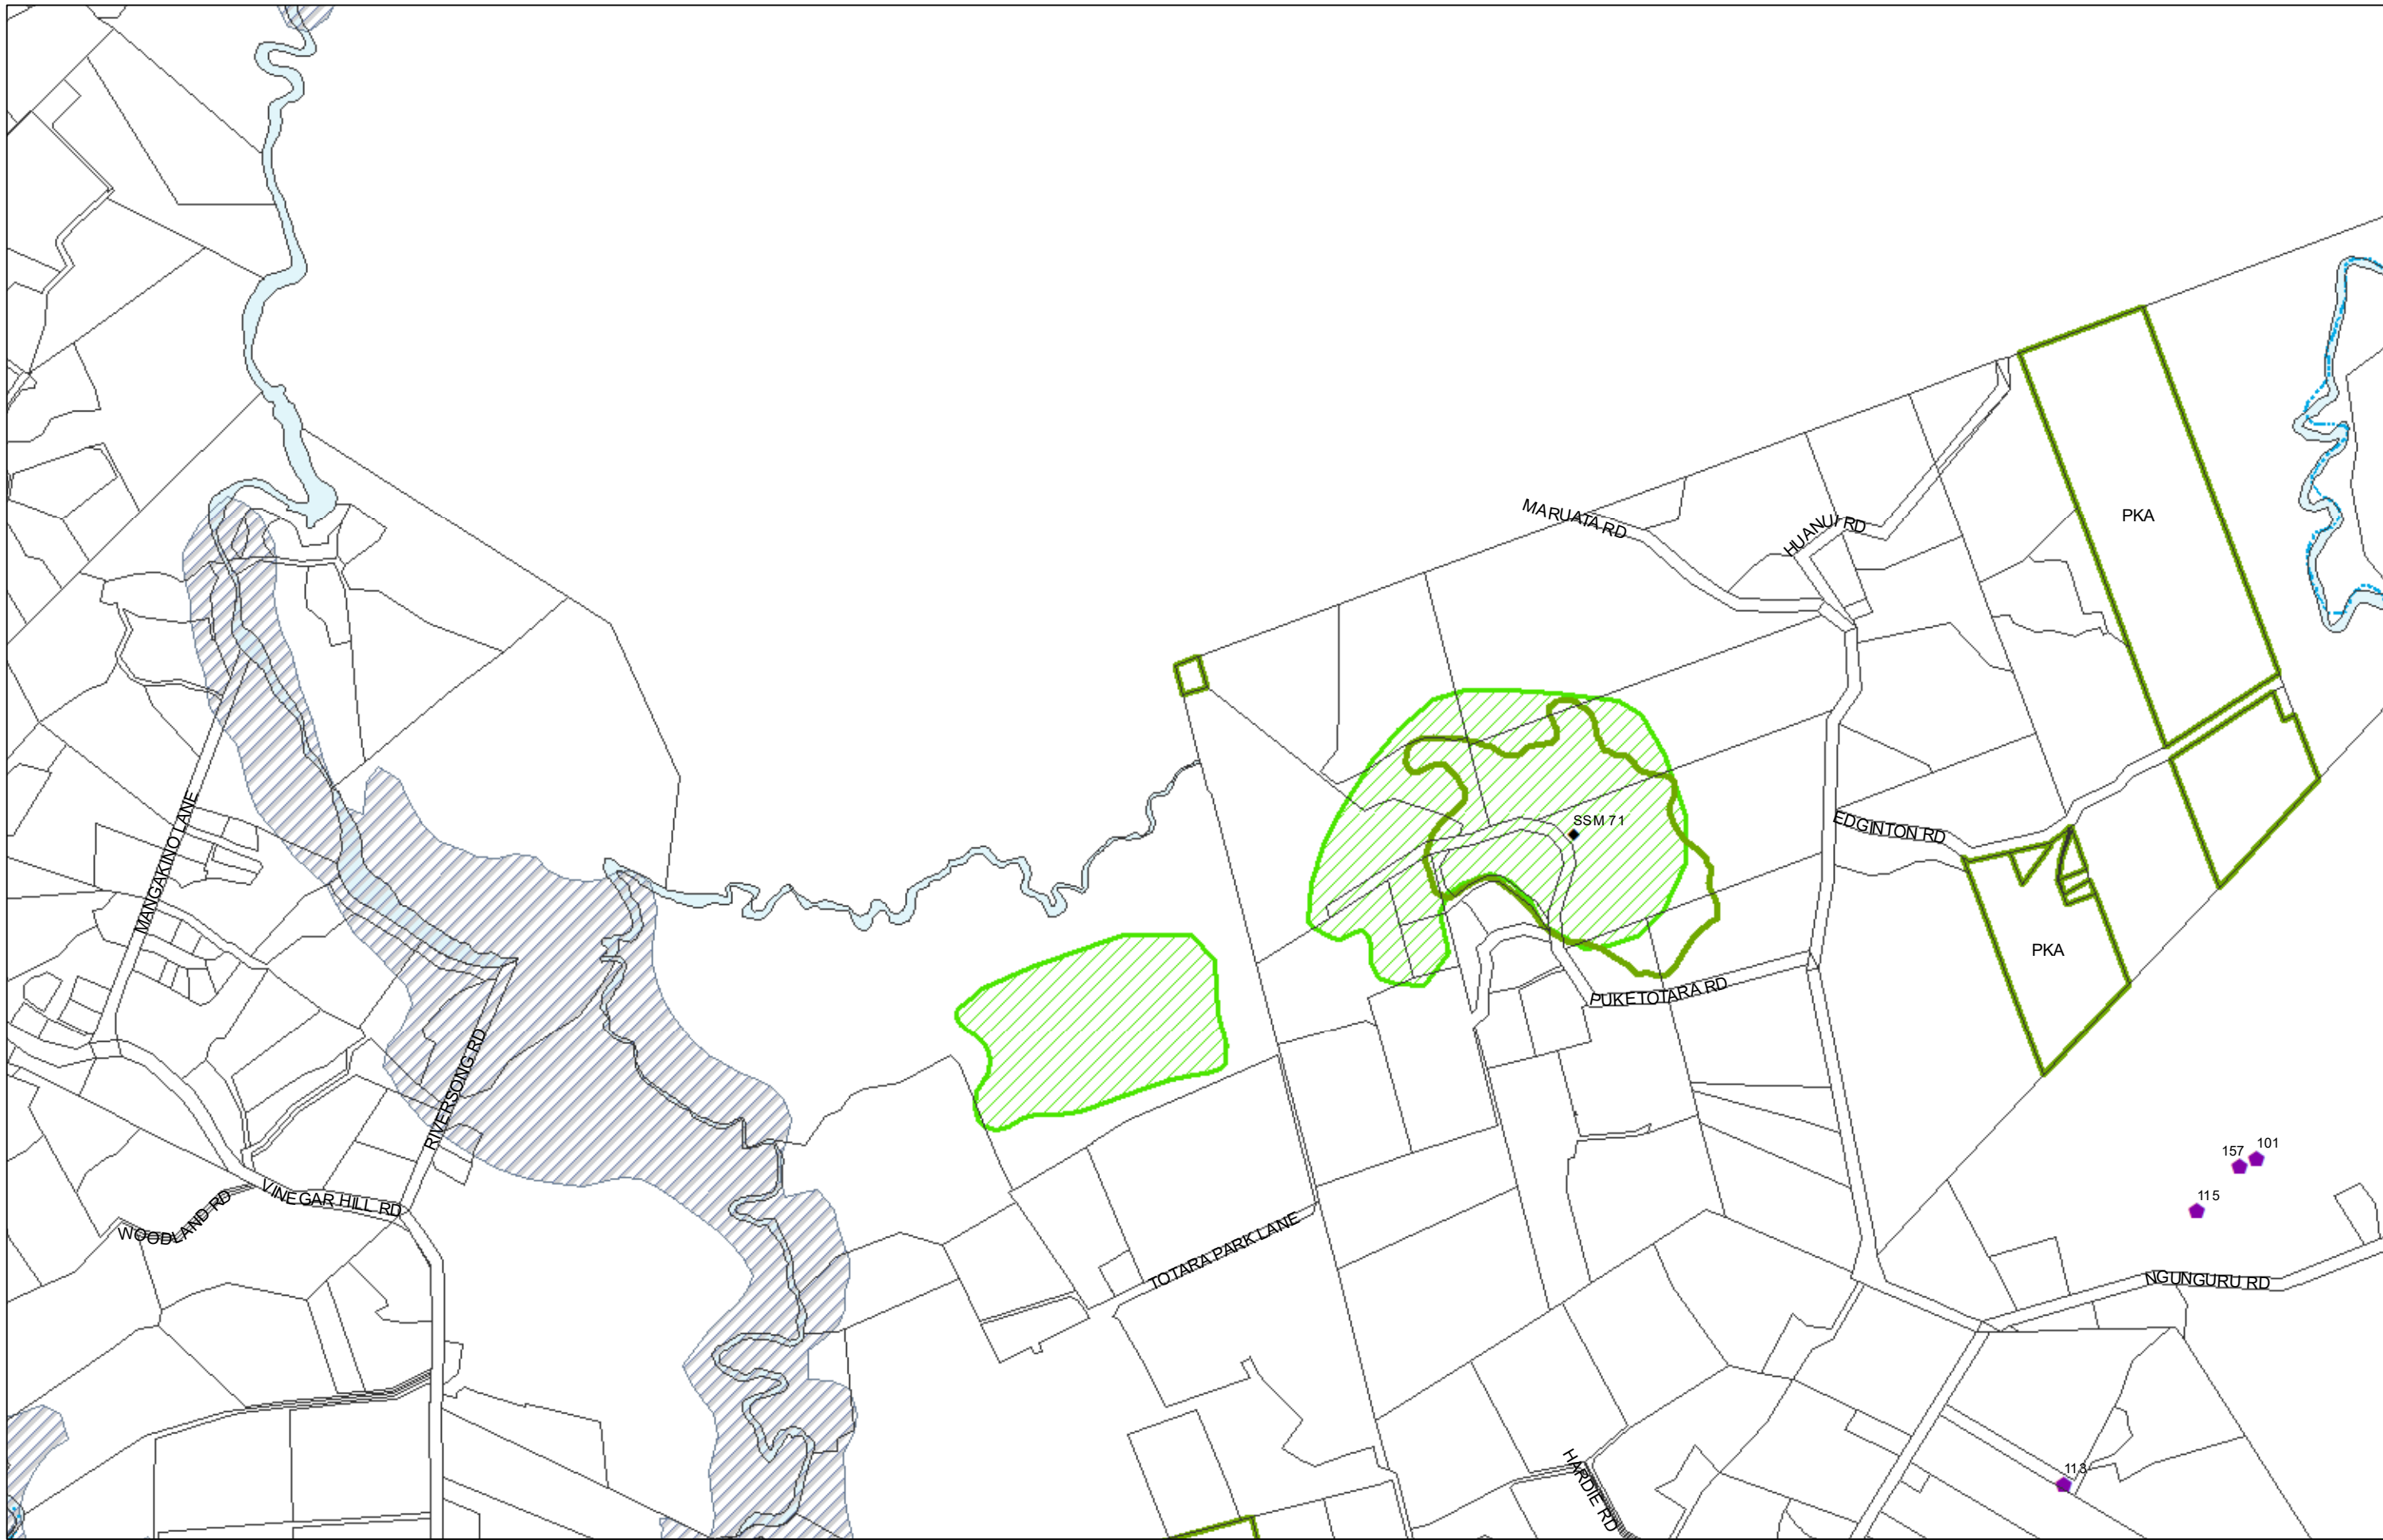 MARUATA RD
HUANUI RD
PKA
MANGAKINO LANE
SSM 71
EDGINTON RD
PKA
PUKETOTARA RD
RIVERSONG RD
157
101
115
VINEGAR HILL RD
WOODLAND RD
TOTARA PARK LANE
NGUNGURU RD
HARDIE RD
113